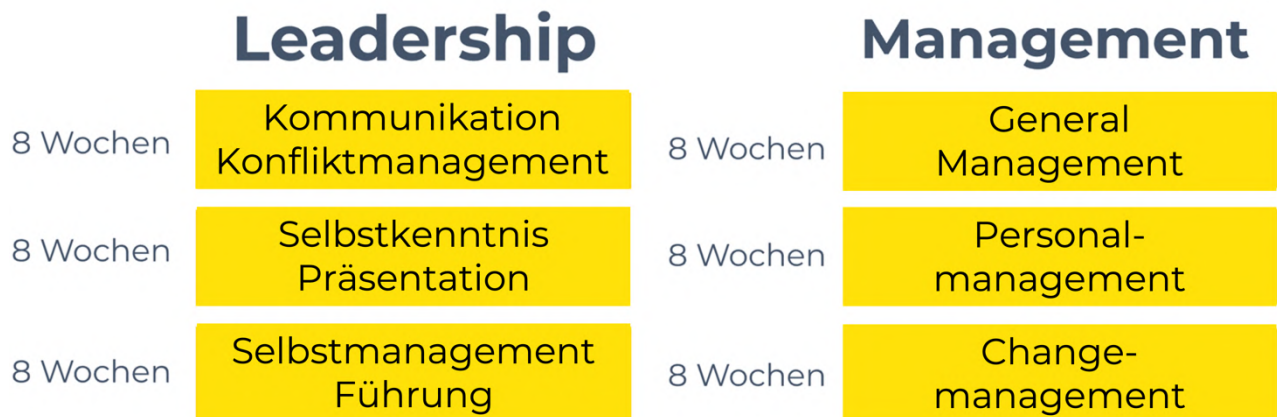 Leadership
8 Wochen
Kommunikation
Konfliktmanagement
8 Wochen
Selbstkenntnis
Präsentation
8 Wochen
Selbstmanagement
Führung
Management
8 Wochen
General
Management
8 Wochen
Personal-
management
8 Wochen
Change-
management